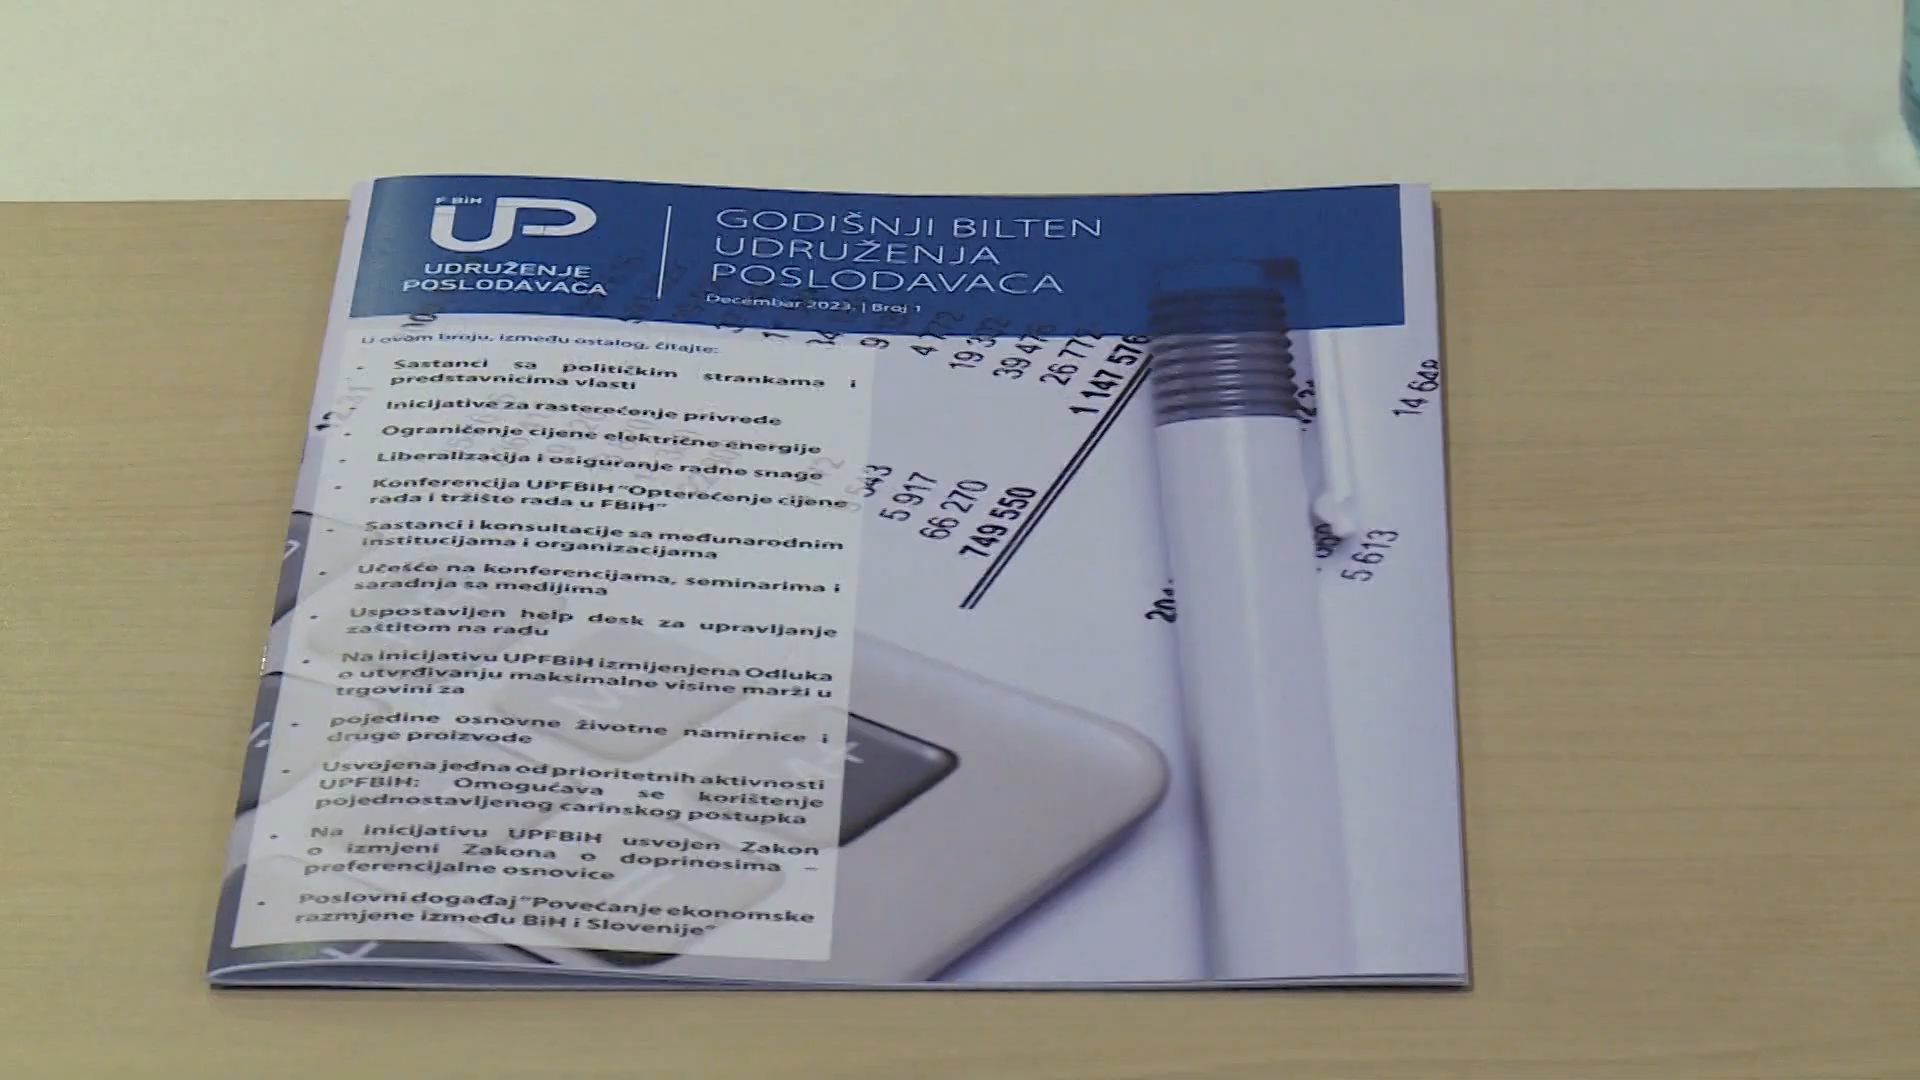 F BiH
UP
UDRUŽENJE
POSLODAVACA
GODIŠNJI BILTEN
UDRUŽENJA
POSLODAVACA
Decembar 2023. | Broj 1
U ovom broju, između ostalog, čitajte:
- Sastanci sa političkim strankama i
predstavnicima vlasti
- Inicijative za rasterećenje privrede
- Ograničenje cijene električne energije
- Liberalizacija i osiguranje radne snage
- Konferencija UPFBiH "Opterećenje cijene
rada i tržište rada u FBiH"
- Sastanci i konsultacije sa međunarodnim
institucijama i organizacijama
- Učešće na konferencijama, seminarima i
saradnja sa medijima
- Uspostavljen help desk za upravljanje
zaštitom na radu
- Na inicijativu UPFBiH izmijenjena Odluka
o utvrđivanju maksimalne visine marži u
trgovini za
- pojedine osnovne životne namirnice i
druge proizvode
- Usvojena jedna od prioritetnih aktivnosti
UPFBiH: Omogućava se korištenje
pojednostavljenog carinskog postupka
- Na inicijativu UPFBiH usvojen Zakon
o izmjeni Zakona o doprinosima –
preferencijalne osnovice
- Poslovni događaj "Povećanje ekonomske
razmjene između BiH i Slovenije"
4 772
39 476
26 772
1 147 576
543
5 917
66 270
749 550
14 648
5 613